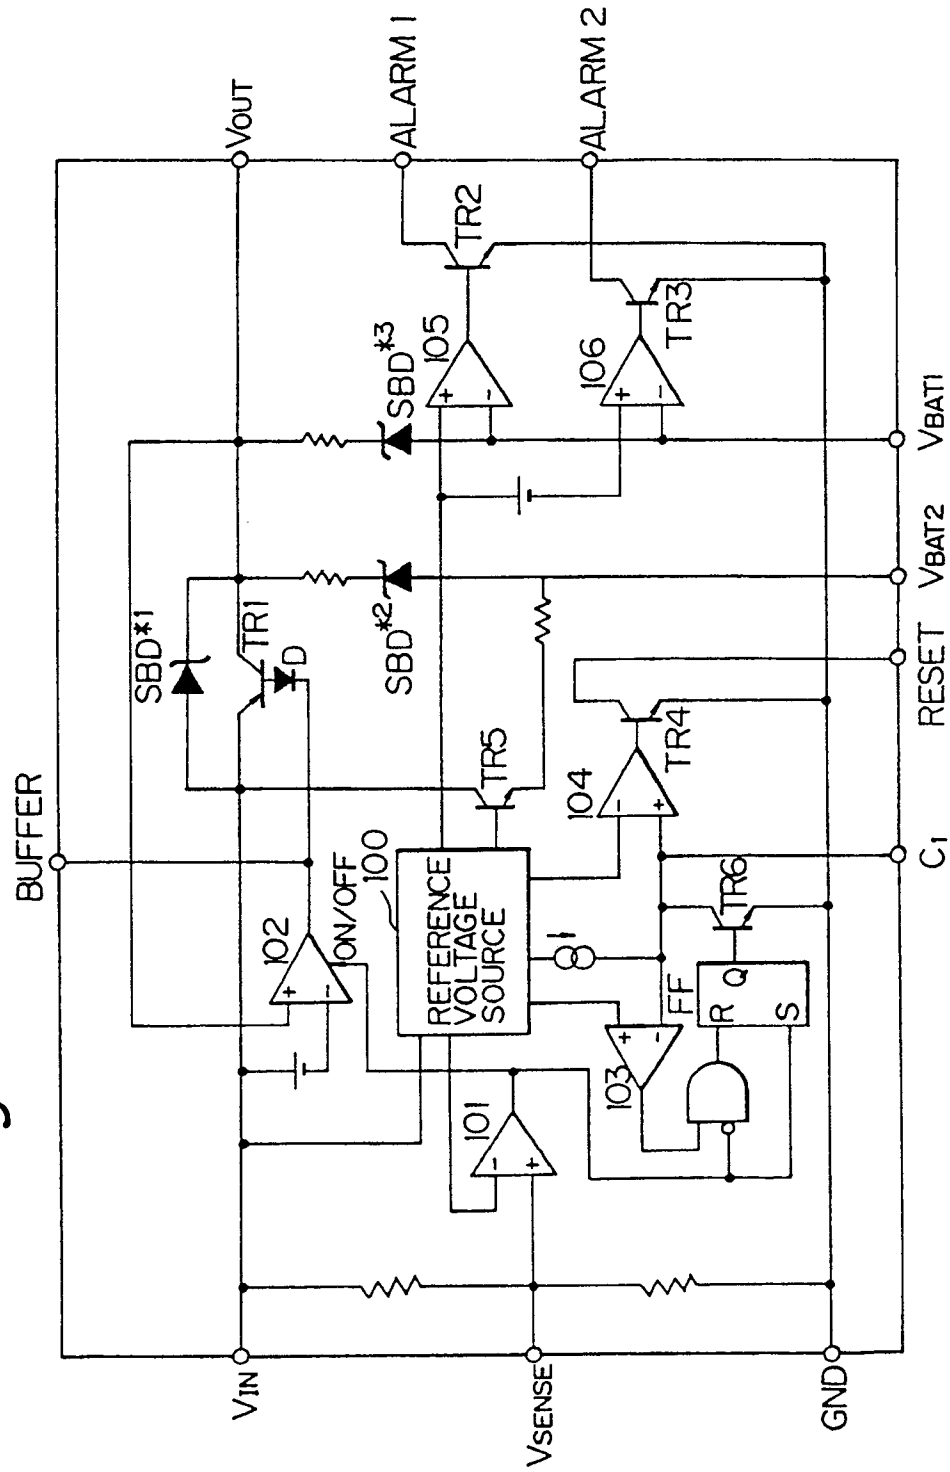 BUFFER
VIN
VSENSE
GND
VOUT
ALARM 1
ALARM 2
SBD*1
TR1
D
102
+
-
ON/OFF
100
REFERENCE
VOLTAGE
SOURCE
101
-
+
TR5
SBD*2
SBD*3
105
+
-
TR2
106
+
-
TR3
104
-
+
TR4
103
+
-
FF
R
Q
S
TR6
C1
RESET
VBAT2
VBAT1